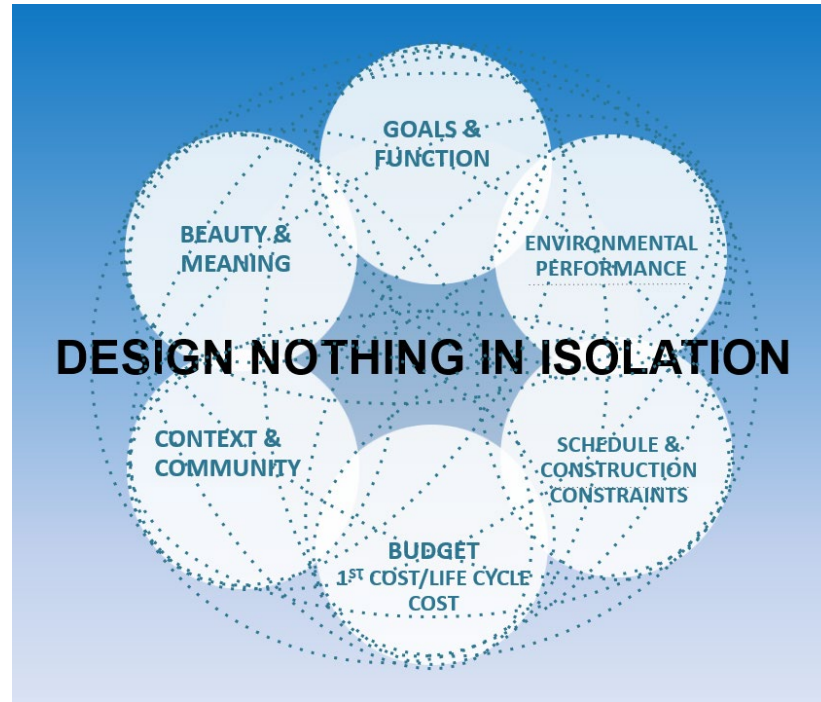 GOALS &
FUNCTION
BEAUTY &
MEANING
ENVIRONMENTAL
PERFORMANCE
DESIGN NOTHING IN ISOLATION
CONTEXT &
COMMUNITY
SCHEDULE &
CONSTRUCTION
CONSTRAINTS
BUDGET
1ST COST/LIFE CYCLE
COST